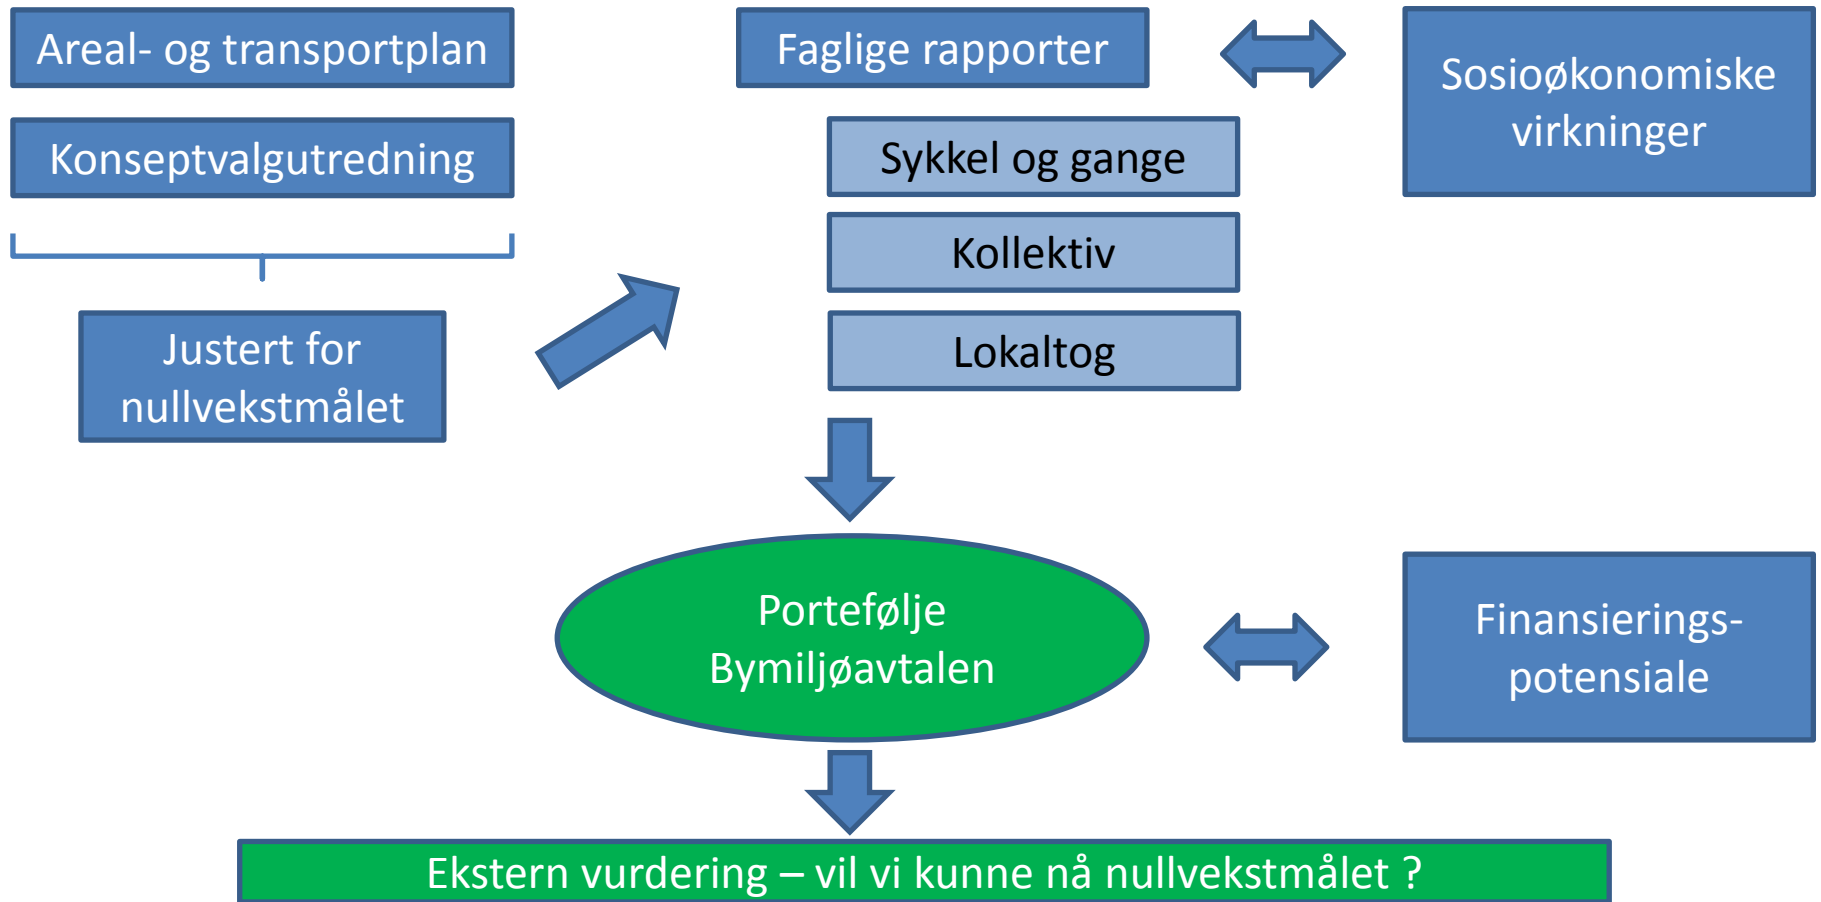 Areal- og transportplan
Konseptvalgutredning
Justert for
nullvekstmålet
Faglige rapporter
Sykkel og gange
Kollektiv
Lokaltog
Sosioøkonomiske
virkninger
Portefølje
Bymiljøavtalen
Finansierings-
potensiale
Ekstern vurdering – vil vi kunne nå nullvekstmålet ?